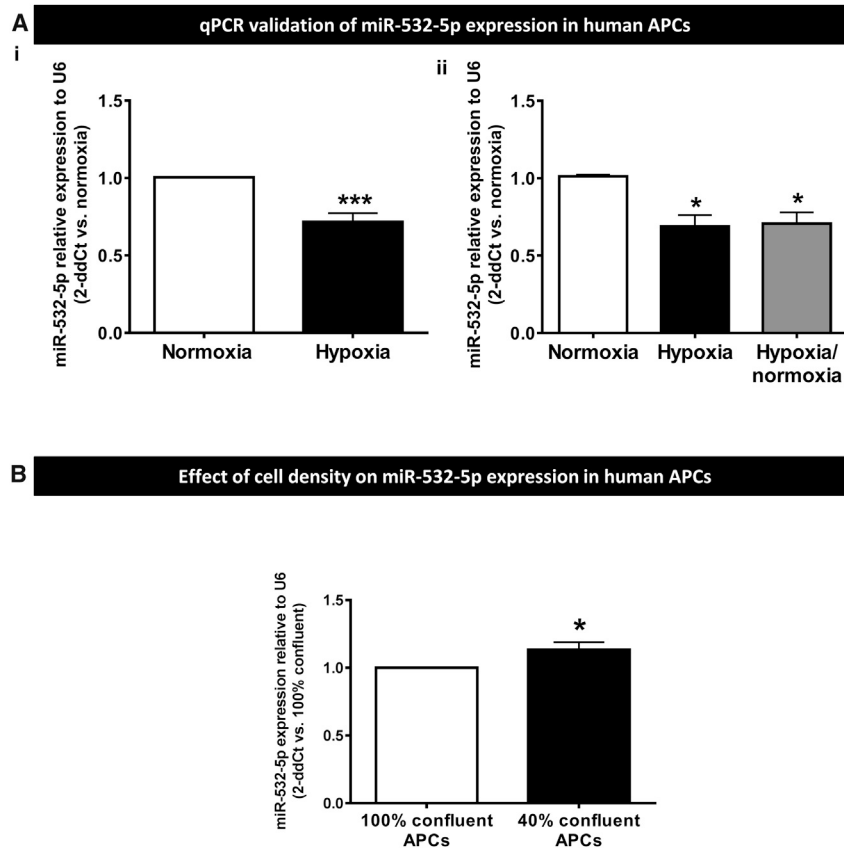 A
qPCR validation of miR-532-5p expression in human APCs
i
miR-532-5p relative expression to U6
(2-ddCt vs. normoxia)
1.5
1.0
0.5
0.0
***
Normoxia
Hypoxia
ii
miR-532-5p relative expression to U6
(2-ddCt vs. normoxia)
1.5
1.0
0.5
0.0
*
*
Normoxia
Hypoxia
Hypoxia/
normoxia
B
Effect of cell density on miR-532-5p expression in human APCs
miR-532-5p expression relative to U6
(2-ddCt vs. 100% confluent)
1.5
1.0
0.5
0.0
*
100% confluent
APCs
40% confluent
APCs